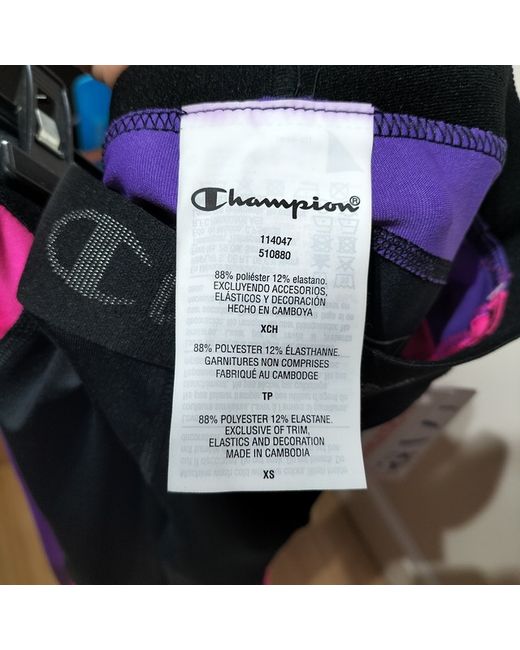 Champion®
114047
510880
88% poliéster 12% elastano.
EXCLUYENDO ACCESORIOS,
ELÁSTICOS Y DECORACIÓN
HECHO EN CAMBOYA
XCH
88% POLYESTER 12% ÉLASTHANNE.
GARNITURES NON COMPRISES
FABRIQUÉ AU CAMBODGE
TP
88% POLYESTER 12% ELASTANE.
EXCLUSIVE OF TRIM,
ELASTICS AND DECORATION
MADE IN CAMBODIA
XS